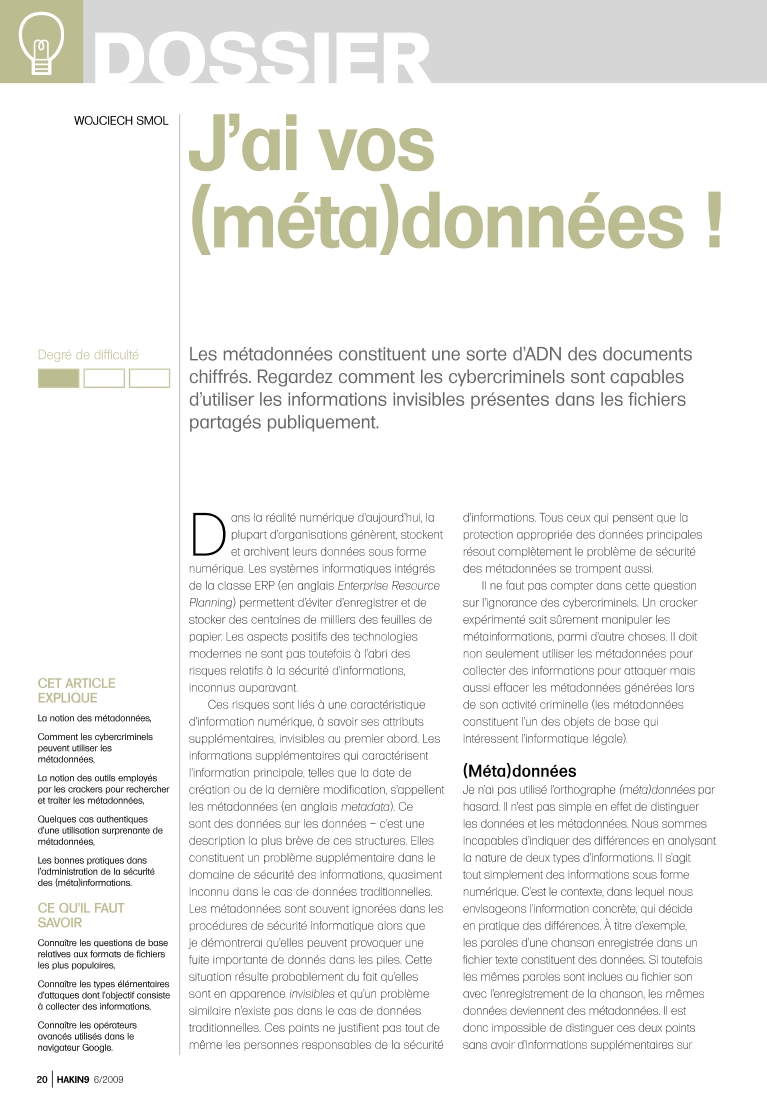 DOSSIER
WOJCIECH SMOL
J'ai vos
(méta)données !
Degré de difficulté
Les métadonnées constituent une sorte d'ADN des documents
chiffrés. Regardez comment les cybercriminels sont capables
d'utiliser les informations invisibles présentes dans les fichiers
partagés publiquement.
CET ARTICLE
EXPLIQUE
La notion des métadonnées,
Comment les cybercriminels
peuvent utiliser les
métadonnées,
La notion des outils employés
par les crackers pour rechercher
et traiter les métadonnées,
Quelques cas authentiques
d'une utilisation surprenante de
métadonnées,
Les bonnes pratiques dans
l'administration de la sécurité
des (méta)informations.
CE QU'IL FAUT
SAVOIR
Connaître les questions de base
relatives aux formats de fichiers
les plus populaires,
Connaître les types élémentaires
d'attaques dont l'objectif consiste
à collecter des informations,
Connaître les opérateurs
avancés utilisés dans le
navigateur Google.
Dans la réalité numérique d'aujourd'hui, la
plupart d'organisations génèrent, stockent
et archivent leurs données sous forme
numérique. Les systèmes informatiques intégrés
de la classe ERP (en anglais Enterprise Resource
Planning) permettent d'éviter d'enregistrer et de
stocker des centaines de milliers des feuilles de
papier. Les aspects positifs des technologies
modernes ne sont pas toutefois à l'abri des
risques relatifs à la sécurité d'informations,
inconnus auparavant.
Ces risques sont liés à une caractéristique
d'information numérique, à savoir ses attributs
supplémentaires, invisibles au premier abord. Les
informations supplémentaires qui caractérisent
l'information principale, telles que la date de
création ou de la dernière modification, s'appellent
les métadonnées (en anglais metadata). Ce
sont des données sur les données – c'est une
description la plus brève de ces structures. Elles
constituent un problème supplémentaire dans le
domaine de sécurité des informations, quasiment
inconnu dans le cas de données traditionnelles.
Les métadonnées sont souvent ignorées dans les
procédures de sécurité informatique alors que
je démontrerai qu'elles peuvent provoquer une
fuite importante de donnés dans les piles. Cette
situation résulte probablement du fait qu'elles
sont en apparence invisibles et qu'un problème
similaire n'existe pas dans le cas de données
traditionnelles. Ces points ne justifient pas tout de
même les personnes responsables de la sécurité
d'informations. Tous ceux qui pensent que la
protection appropriée des données principales
résout complètement le problème de sécurité
des métadonnées se trompent aussi.
Il ne faut pas compter dans cette question
sur l'ignorance des cybercriminels. Un cracker
expérimenté sait sûrement manipuler les
métainformations, parmi d'autre choses. Il doit
non seulement utiliser les métadonnées pour
collecter des informations pour attaquer mais
aussi effacer les métadonnées générées lors
de son activité criminelle (les métadonnées
constituent l'un des objets de base qui
intéressent l'informatique légale).
(Méta)données
Je n'ai pas utilisé l'orthographe (méta)données par
hasard. Il n'est pas simple en effet de distinguer
les données et les métadonnées. Nous sommes
incapables d'indiquer des différences en analysant
la nature de deux types d'informations. Il s'agit
tout simplement des informations sous forme
numérique. C'est le contexte, dans lequel nous
envisageons l'information concrète, qui décide
en pratique des différences. À titre d'exemple,
les paroles d'une chanson enregistrée dans un
fichier texte constituent des données. Si toutefois
les mêmes paroles sont inclues au fichier son
avec l'enregistrement de la chanson, les mêmes
données deviennent des métadonnées. Il est
donc impossible de distinguer ces deux points
sans avoir d'informations supplémentaires sur
20 HAKIN9 6/2009